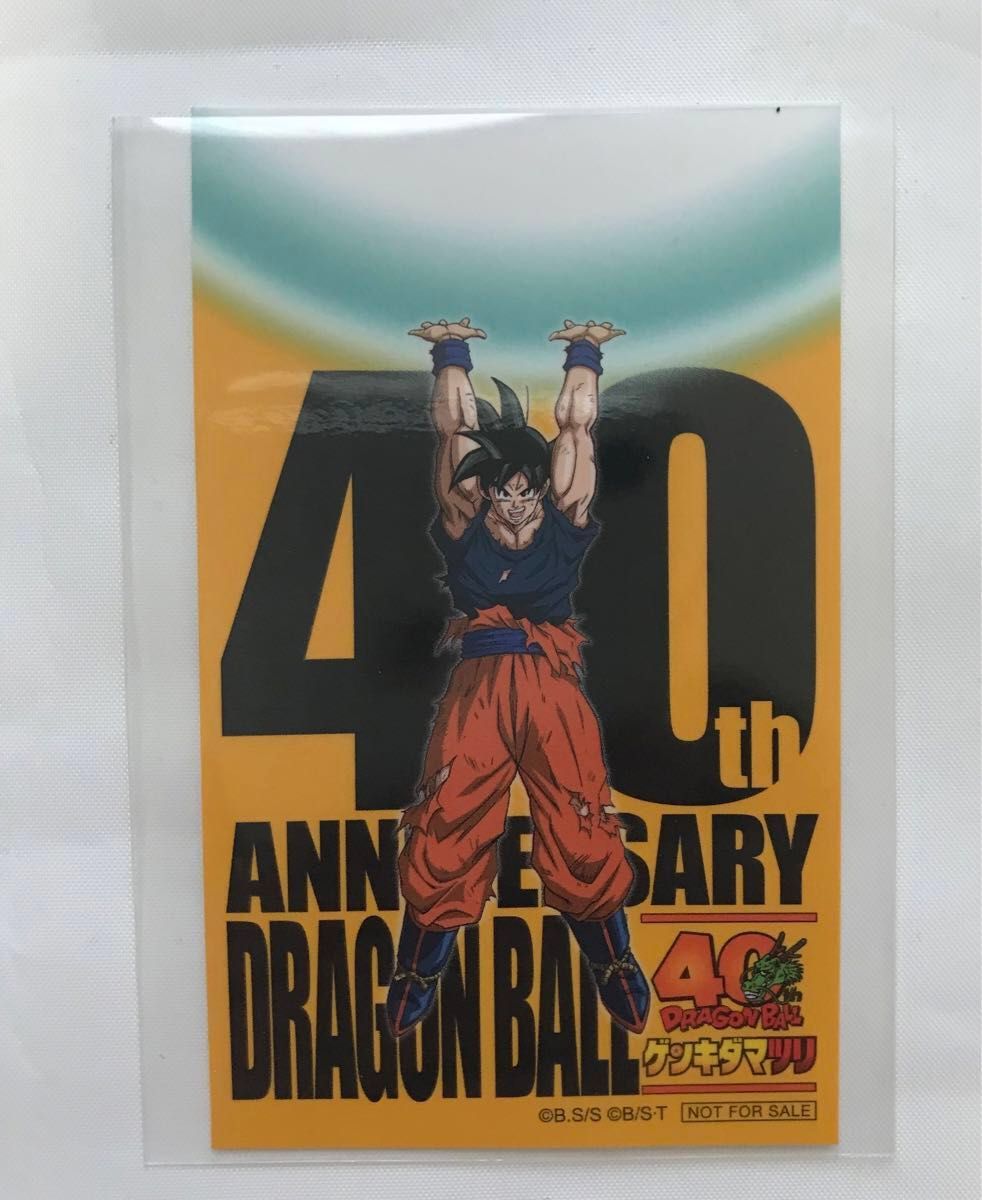 40th
ANNIVERSARY
DRAGON BALL
40th
DRAGON BALL
ゲンキダマツリ
©B.S/S ©B/S·T NOT FOR SALE